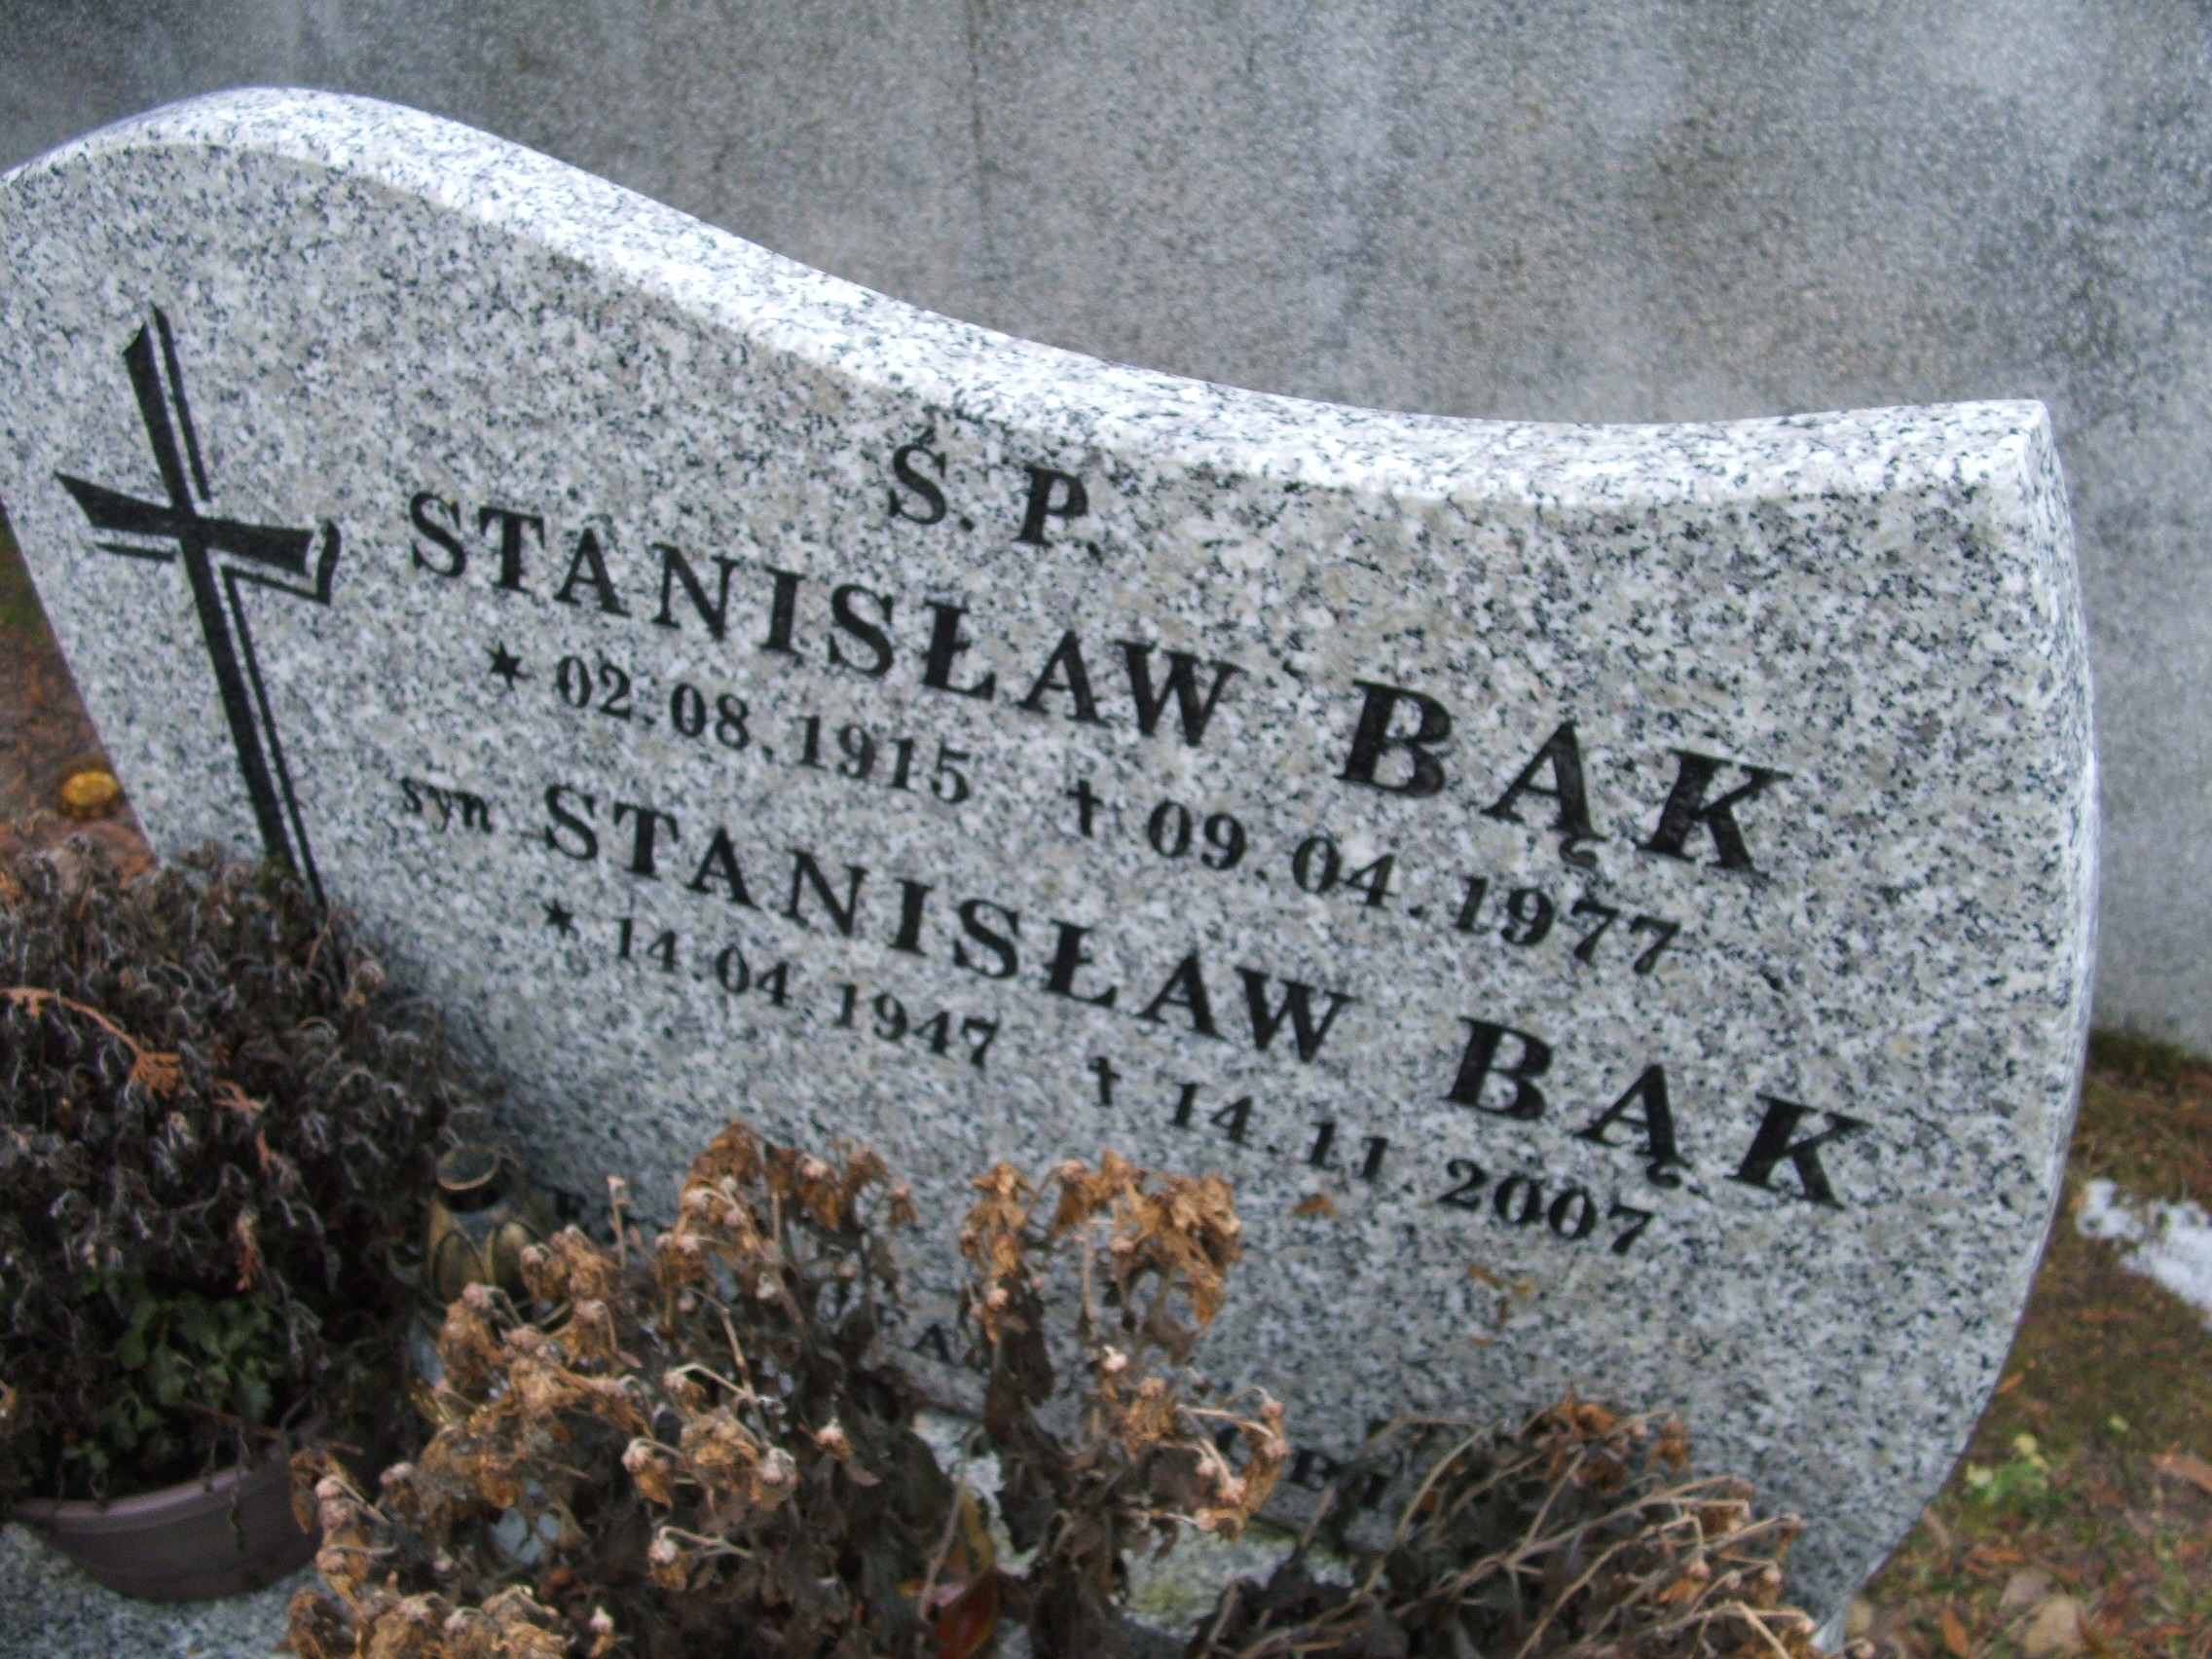 Ś. P.
STANISŁAW BĄK
* 02.08.1915 † 09.04.1977
syn STANISŁAW BĄK
* 14.04 1947 † 14.11.2007